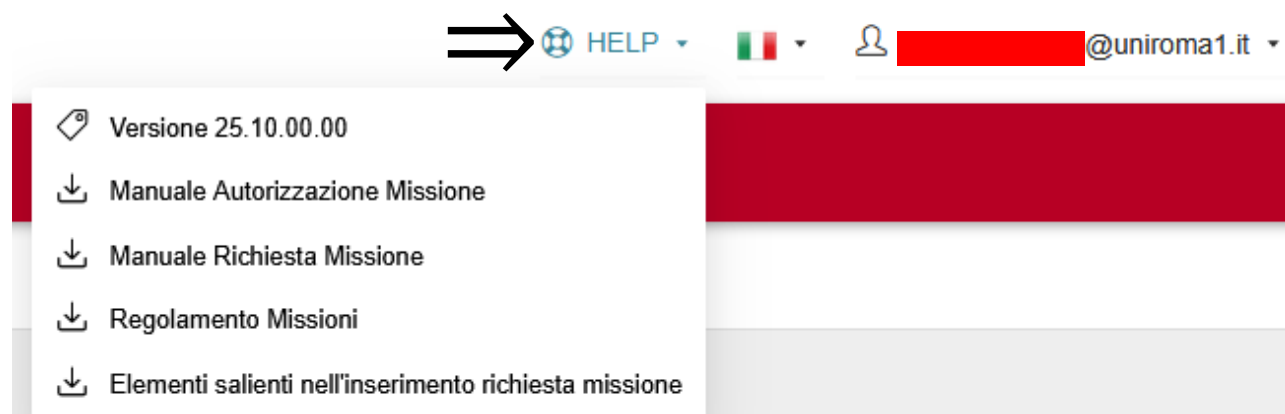 HELP
@uniroma1.it
Versione 25.10.00.00
Manuale Autorizzazione Missione
Manuale Richiesta Missione
Regolamento Missioni
Elementi salienti nell'inserimento richiesta missione